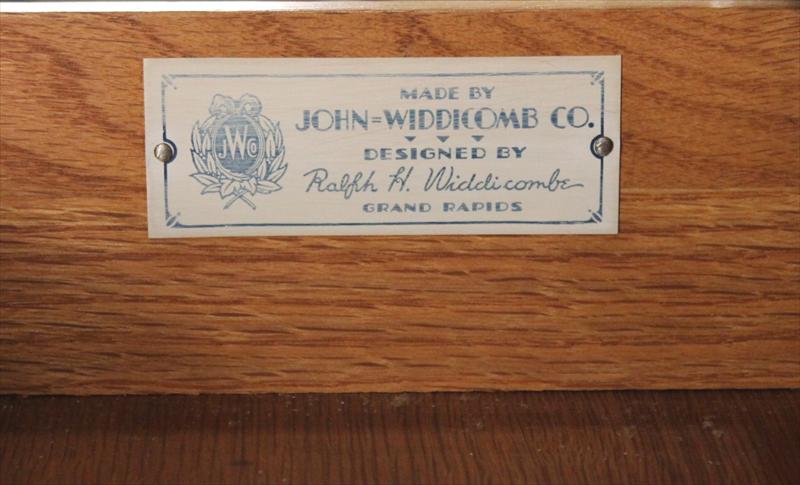 MADE BY
JOHN=WIDDICOMB CO.
JWCo
DESIGNED BY
Ralph H. Widdicombe
GRAND RAPIDS